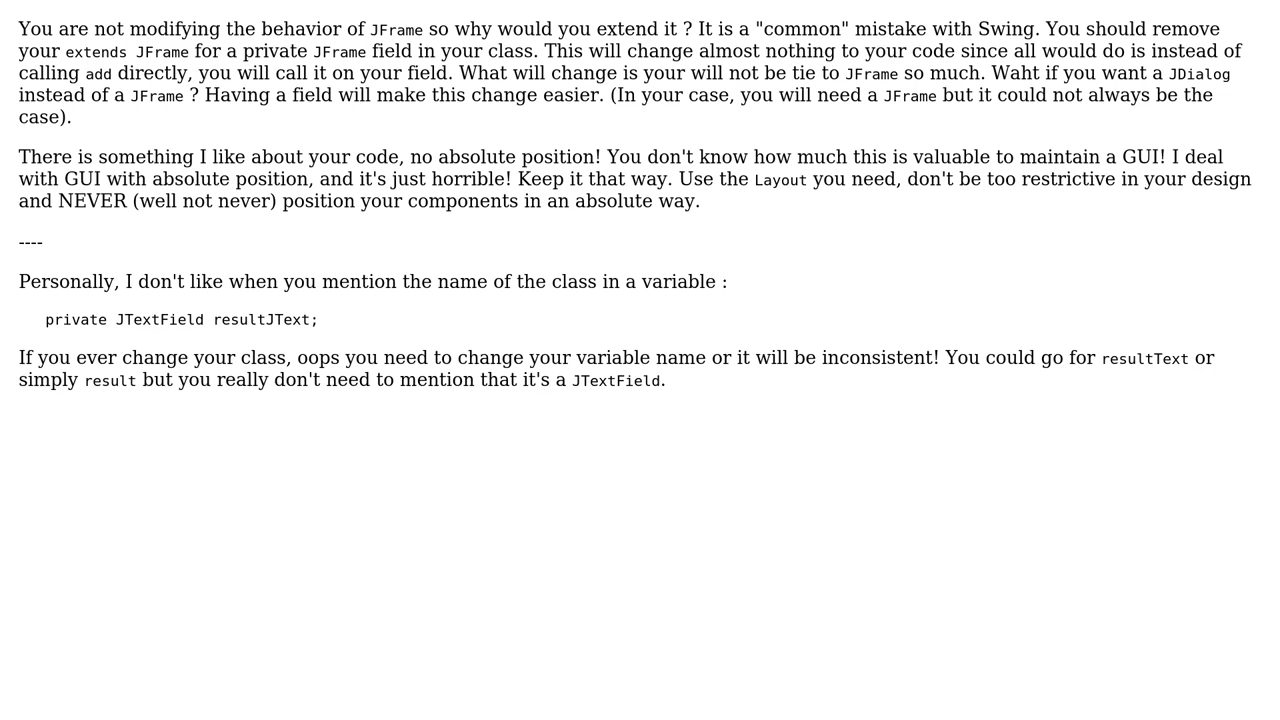 You are not modifying the behavior of JFrame so why would you extend it ? It is a "common" mistake with Swing. You should remove
your extends JFrame for a private JFrame field in your class. This will change almost nothing to your code since all would do is instead of
calling add directly, you will call it on your field. What will change is your will not be tie to JFrame so much. Waht if you want a JDialog
instead of a JFrame ? Having a field will make this change easier. (In your case, you will need a JFrame but it could not always be the
case).
There is something I like about your code, no absolute position! You don't know how much this is valuable to maintain a GUI! I deal
with GUI with absolute position, and it's just horrible! Keep it that way. Use the Layout you need, don't be too restrictive in your design
and NEVER (well not never) position your components in an absolute way.
----
Personally, I don't like when you mention the name of the class in a variable :
private JTextField resultJText;
If you ever change your class, oops you need to change your variable name or it will be inconsistent! You could go for resultText or
simply result but you really don't need to mention that it's a JTextField.